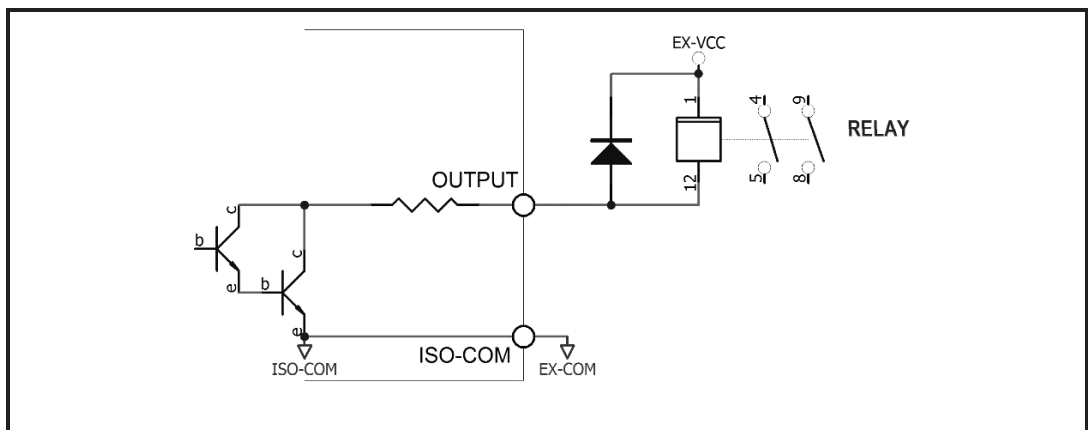 EX-VCC
1
4
9
RELAY
12
5
8
OUTPUT
c
b
e
c
b
e
ISO-COM
ISO-COM
EX-COM